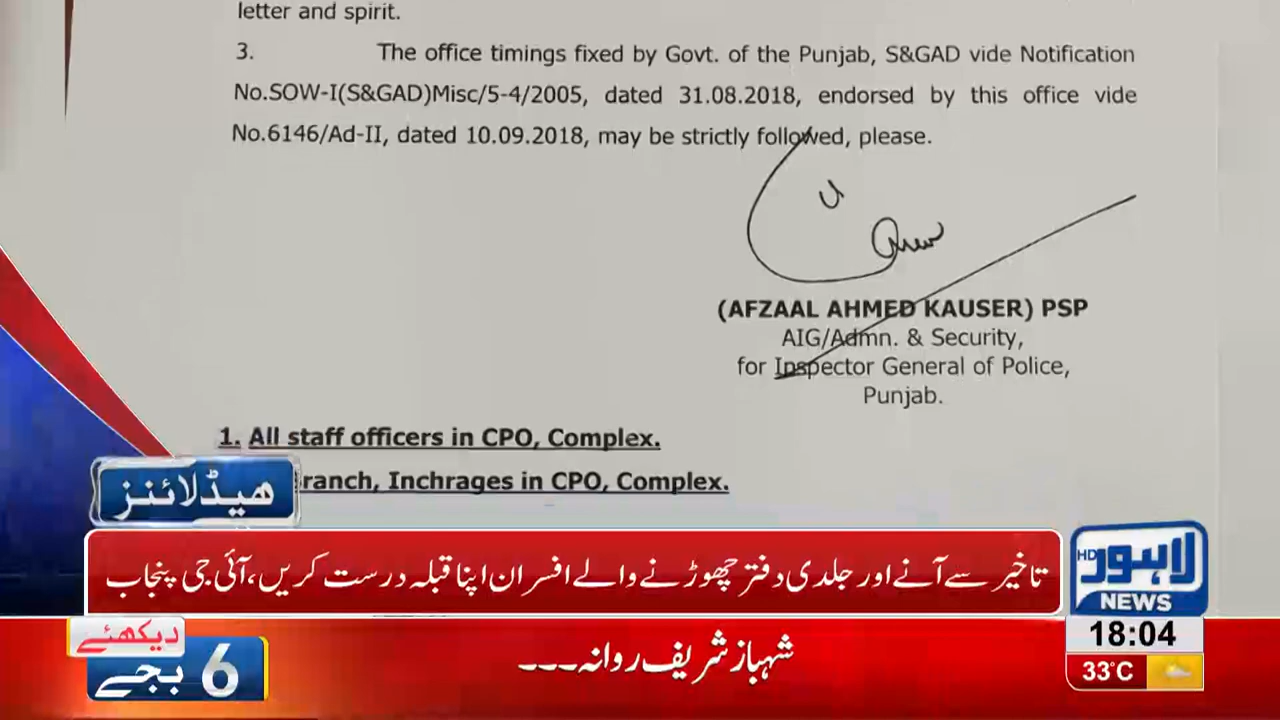 letter and spirit.
3. The office timings fixed by Govt. of the Punjab, S&GAD vide Notification
No.SOW-I(S&GAD)Misc/5-4/2005, dated 31.08.2018, endorsed by this office vide
No.6146/Ad-II, dated 10.09.2018, may be strictly followed, please.
(AFZAAL AHMED KAUSER) PSP
AIG/Admn. & Security,
for Inspector General of Police,
Punjab.
1. All staff officers in CPO, Complex.
ranch, Inchrages in CPO, Complex.
ہیڈلائنز
تاخیر سے آنے اور جلدی دفتر چھوڑنے والے افسران اپنا قبلہ درست کریں، آئی جی پنجاب
لاہور HD
NEWS
18:04
33°C
دیکھئے
6 بجے
شہباز شریف روانہ۔۔۔